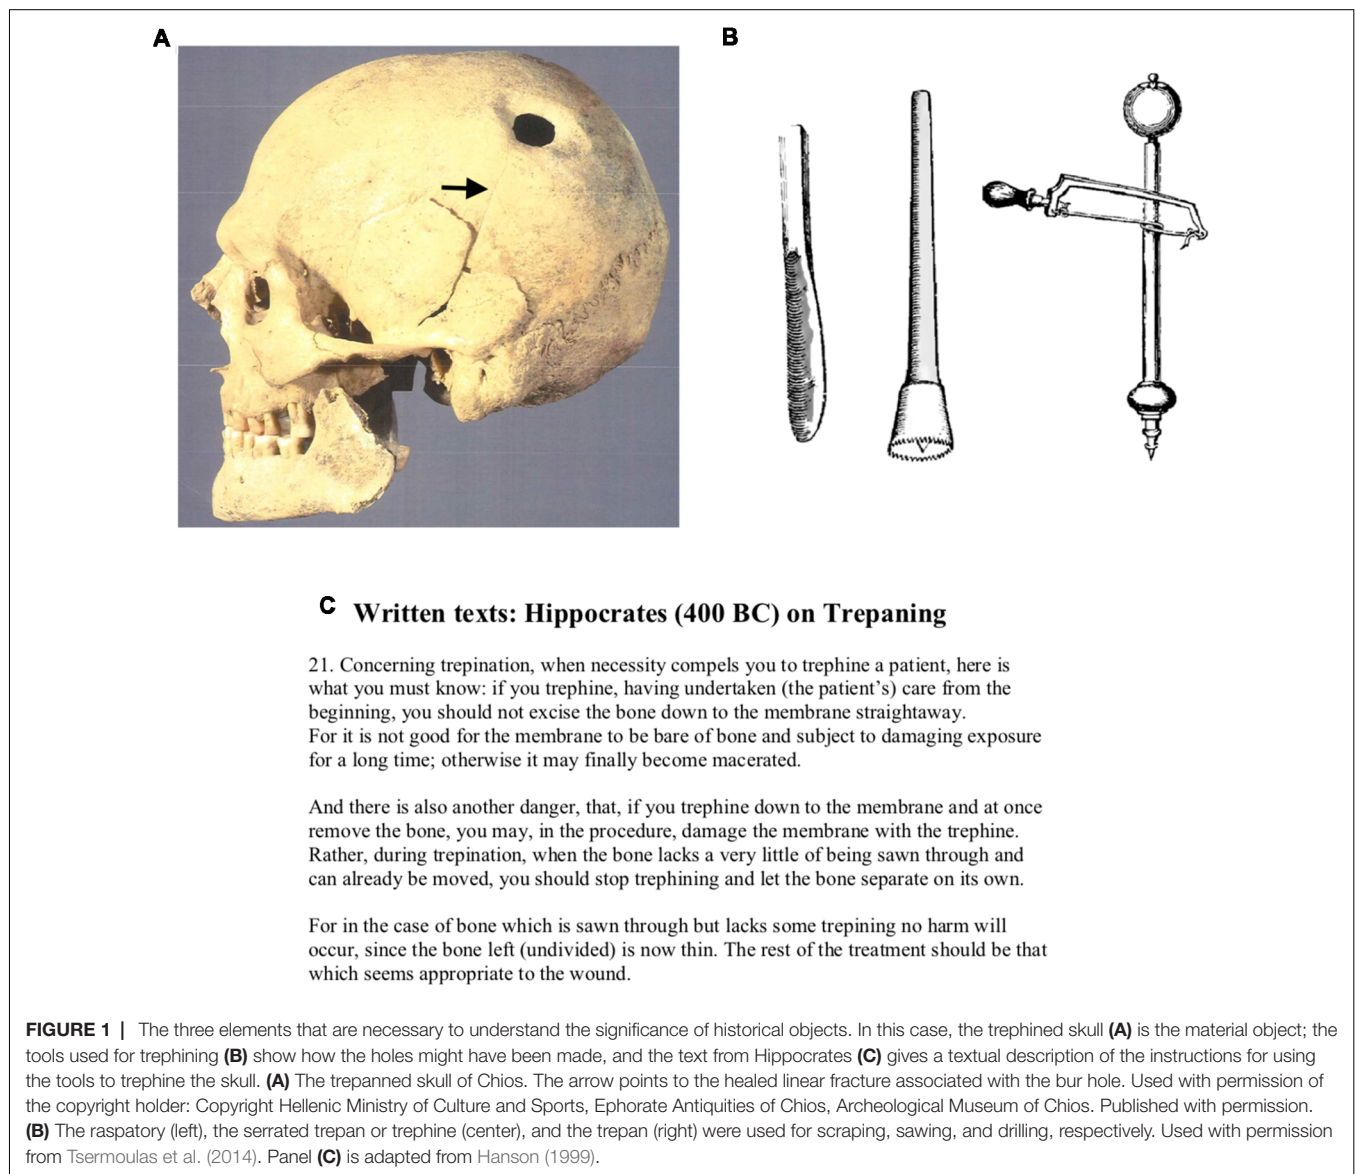 A
B
C
Written texts: Hippocrates (400 BC) on Trepaning
21. Concerning trepination, when necessity compels you to trephine a patient, here is
what you must know: if you trephine, having undertaken (the patient's) care from the
beginning, you should not excise the bone down to the membrane straightaway.
For it is not good for the membrane to be bare of bone and subject to damaging exposure
for a long time; otherwise it may finally become macerated.
And there is also another danger, that, if you trephine down to the membrane and at once
remove the bone, you may, in the procedure, damage the membrane with the trephine.
Rather, during trepination, when the bone lacks a very little of being sawn through and
can already be moved, you should stop trephining and let the bone separate on its own.
For in the case of bone which is sawn through but lacks some trepining no harm will
occur, since the bone left (undivided) is now thin. The rest of the treatment should be that
which seems appropriate to the wound.
FIGURE 1 | The three elements that are necessary to understand the significance of historical objects. In this case, the trephined skull (A) is the material object; the
tools used for trephining (B) show how the holes might have been made, and the text from Hippocrates (C) gives a textual description of the instructions for using
the tools to trephine the skull. (A) The trepanned skull of Chios. The arrow points to the healed linear fracture associated with the bur hole. Used with permission of
the copyright holder: Copyright Hellenic Ministry of Culture and Sports, Ephorate Antiquities of Chios, Archeological Museum of Chios. Published with permission.
(B) The raspatory (left), the serrated trepan or trephine (center), and the trepan (right) were used for scraping, sawing, and drilling, respectively. Used with permission
from Tsermoulas et al. (2014). Panel (C) is adapted from Hanson (1999).